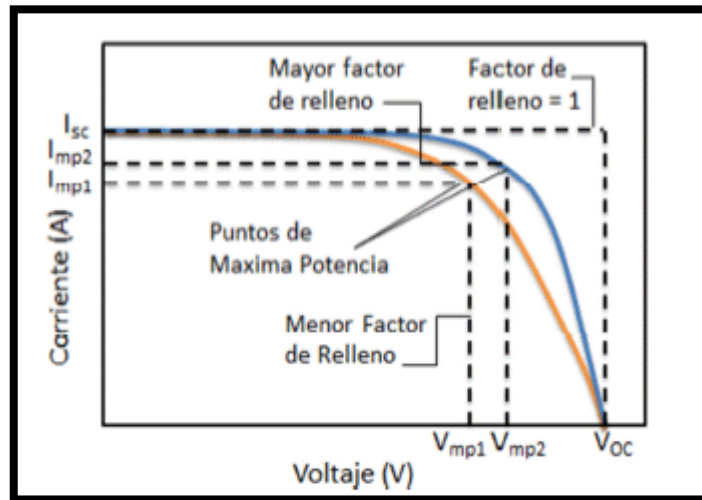 Mayor factor
de relleno
Factor de
relleno = 1
Isc
Imp2
Imp1
Puntos de
Maxima Potencia
Menor Factor
de Relleno
Carriente (A)
Vmp1 Vmp2 VOC
Voltaje (V)